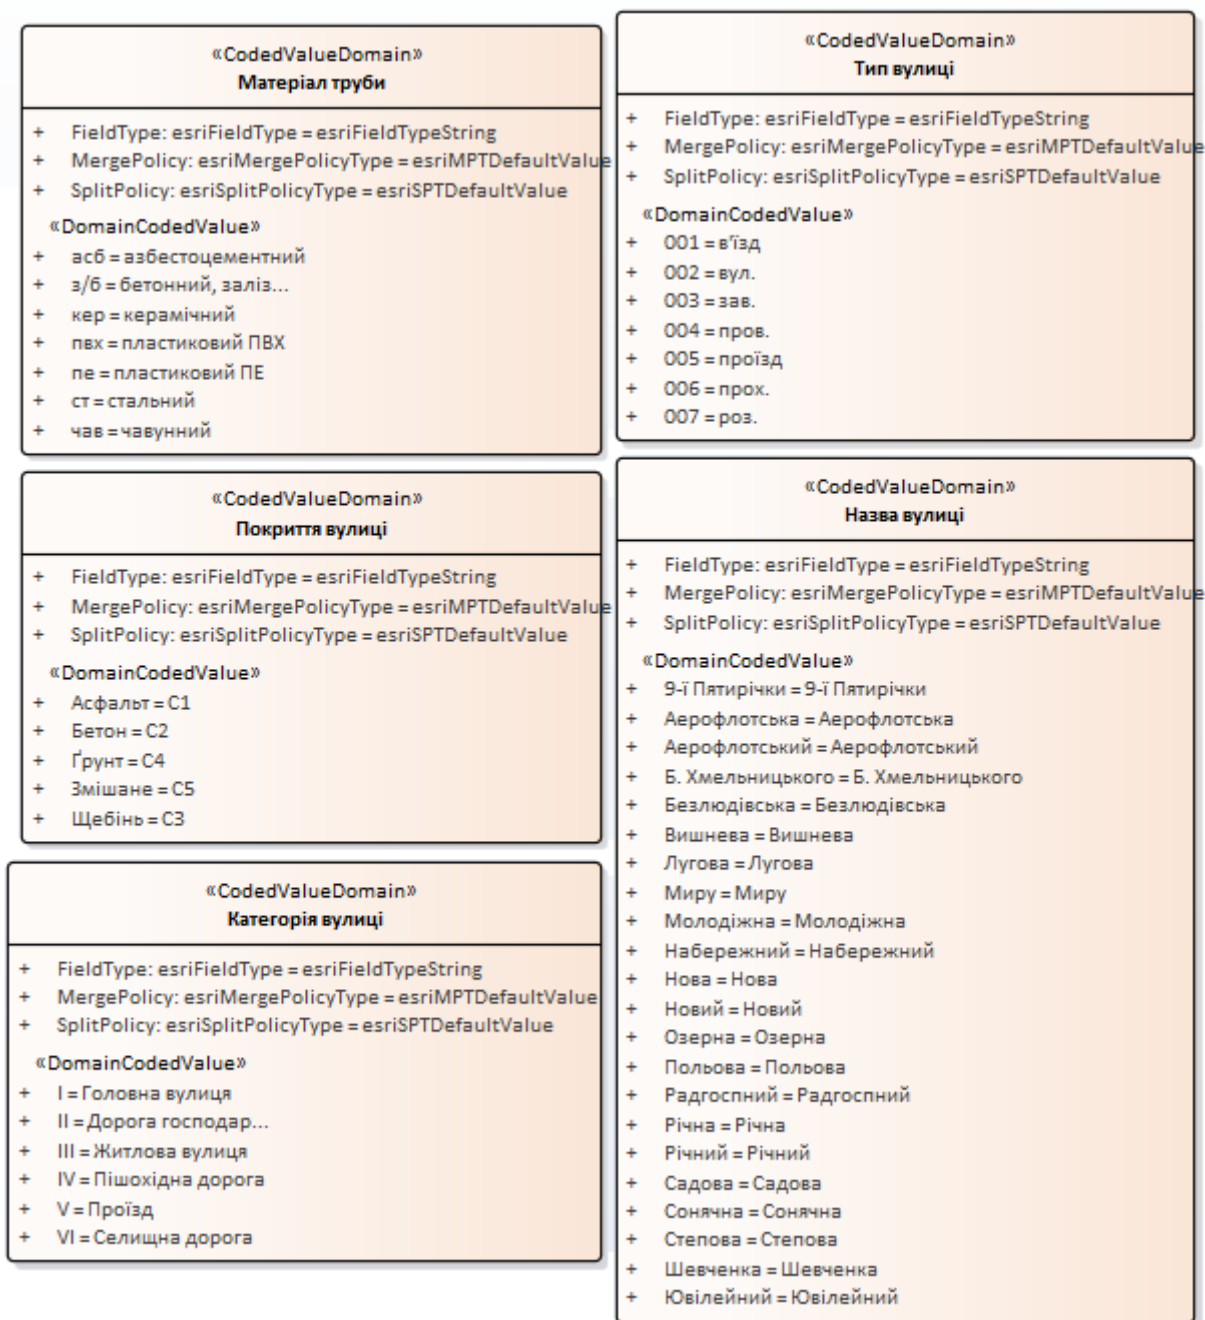 «CodedValueDomain»
Матеріал труби
+ FieldType: esriFieldType = esriFieldTypeString
+ MergePolicy: esriMergePolicyType = esriMPTDefaultValue
+ SplitPolicy: esriSplitPolicyType = esriSPTDefaultValue
«DomainCodedValue»
+ асб = азбестоцементний
+ з/б = бетонний, заліз...
+ кер = керамічний
+ пвх = пластиковий ПВХ
+ пе = пластиковий ПЕ
+ ст = стальний
+ чав = чавунний
«CodedValueDomain»
Покриття вулиці
+ FieldType: esriFieldType = esriFieldTypeString
+ MergePolicy: esriMergePolicyType = esriMPTDefaultValue
+ SplitPolicy: esriSplitPolicyType = esriSPTDefaultValue
«DomainCodedValue»
+ Асфальт = С1
+ Бетон = С2
+ Ґрунт = С4
+ Змішане = С5
+ Щебінь = С3
«CodedValueDomain»
Категорія вулиці
+ FieldType: esriFieldType = esriFieldTypeString
+ MergePolicy: esriMergePolicyType = esriMPTDefaultValue
+ SplitPolicy: esriSplitPolicyType = esriSPTDefaultValue
«DomainCodedValue»
+ I = Головна вулиця
+ II = Дорога господар...
+ III = Житлова вулиця
+ IV = Пішохідна дорога
+ V = Проїзд
+ VI = Селищна дорога
«CodedValueDomain»
Тип вулиці
+ FieldType: esriFieldType = esriFieldTypeString
+ MergePolicy: esriMergePolicyType = esriMPTDefaultValue
+ SplitPolicy: esriSplitPolicyType = esriSPTDefaultValue
«DomainCodedValue»
+ 001 = в'їзд
+ 002 = вул.
+ 003 = зав.
+ 004 = пров.
+ 005 = проїзд
+ 006 = прох.
+ 007 = роз.
«CodedValueDomain»
Назва вулиці
+ FieldType: esriFieldType = esriFieldTypeString
+ MergePolicy: esriMergePolicyType = esriMPTDefaultValue
+ SplitPolicy: esriSplitPolicyType = esriSPTDefaultValue
«DomainCodedValue»
+ 9-ї Пятирічки = 9-ї Пятирічки
+ Аерофлотська = Аерофлотська
+ Аерофлотський = Аерофлотський
+ Б. Хмельницького = Б. Хмельницького
+ Безлюдівська = Безлюдівська
+ Вишнева = Вишнева
+ Лугова = Лугова
+ Миру = Миру
+ Молодіжна = Молодіжна
+ Набережний = Набережний
+ Нова = Нова
+ Новий = Новий
+ Озерна = Озерна
+ Польова = Польова
+ Радгоспний = Радгоспний
+ Річна = Річна
+ Річний = Річний
+ Садова = Садова
+ Сонячна = Сонячна
+ Степова = Степова
+ Шевченка = Шевченка
+ Ювілейний = Ювілейний